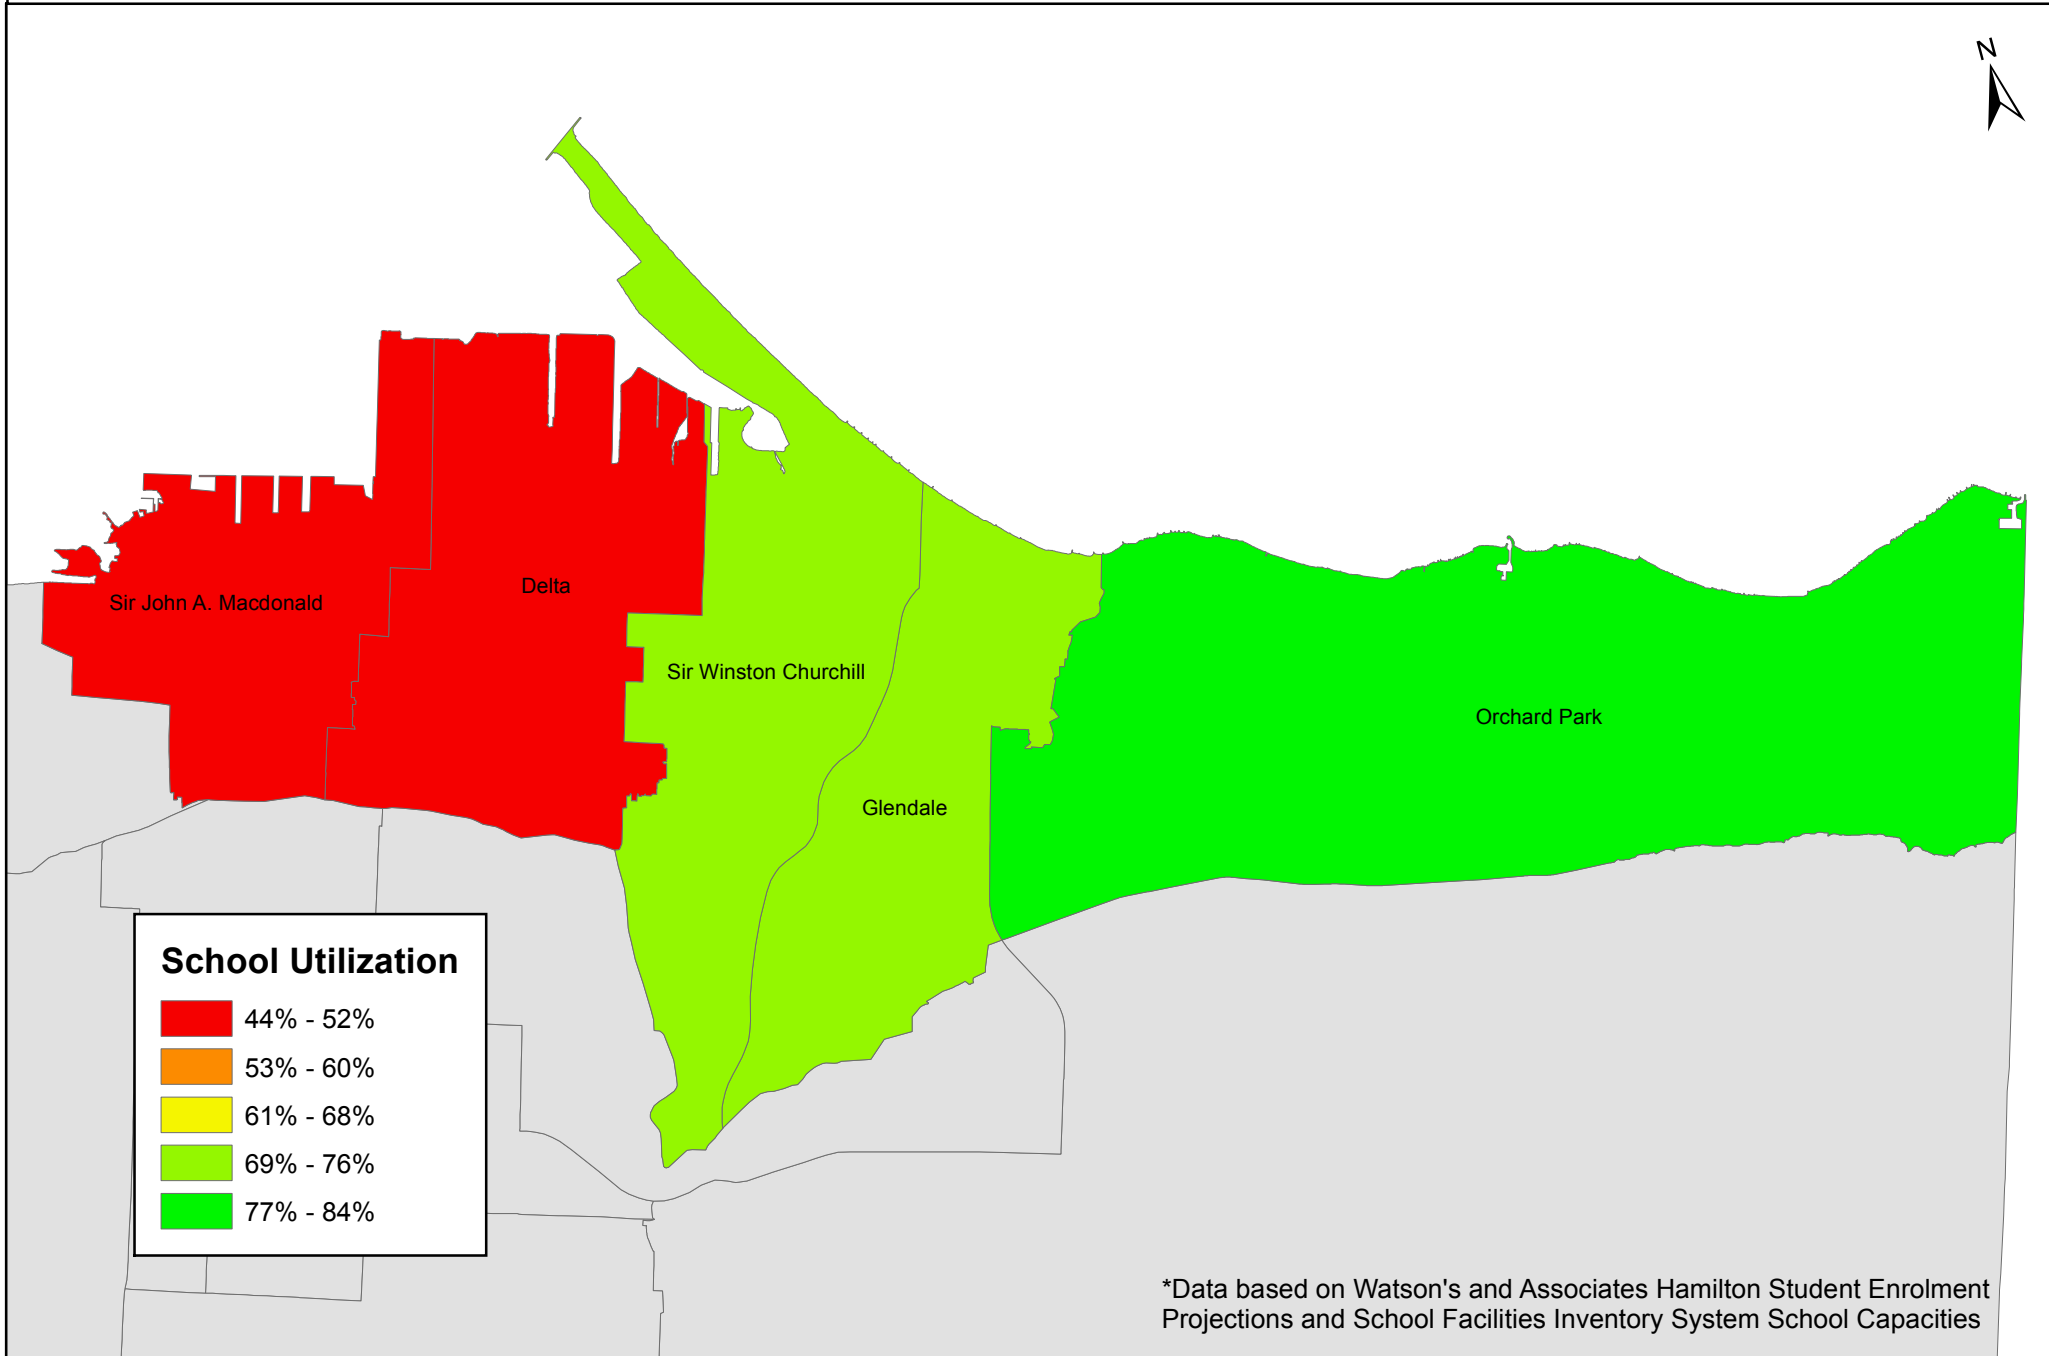 N
Sir John A. Macdonald
Delta
Sir Winston Churchill
Glendale
Orchard Park
School Utilization
44% - 52%
53% - 60%
61% - 68%
69% - 76%
77% - 84%
*Data based on Watson's and Associates Hamilton Student Enrolment
Projections and School Facilities Inventory System School Capacities